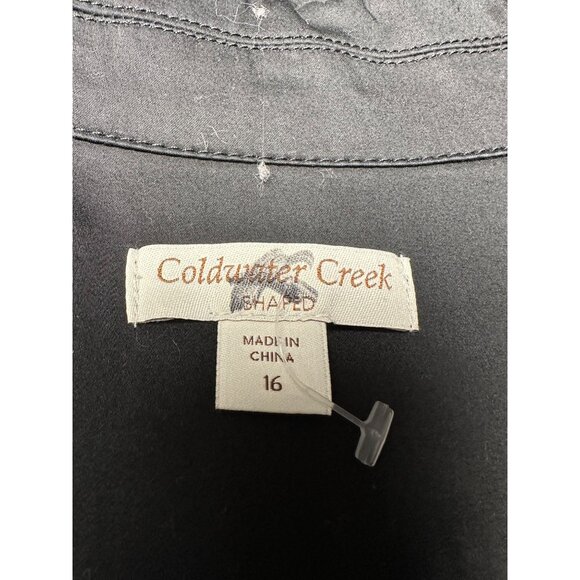 Coldwater Creek
SHAPED
MADE IN
CHINA
16